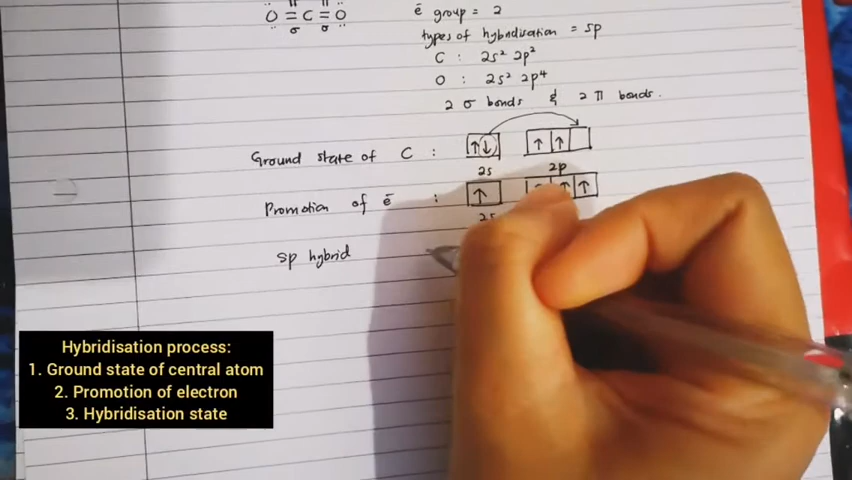 O = C = O
σ σ
ē group = 2
types of hybridisation = sp
C : 2s² 2p²
O : 2s² 2p⁴
2 σ bonds & 2 π bonds.
Ground state of C : ↑↓ ↑ ↑
2s 2p
Promotion of ē : ↑ ↑ ↑
2s
sp hybrid
Hybridisation process:
1. Ground state of central atom
2. Promotion of electron
3. Hybridisation state